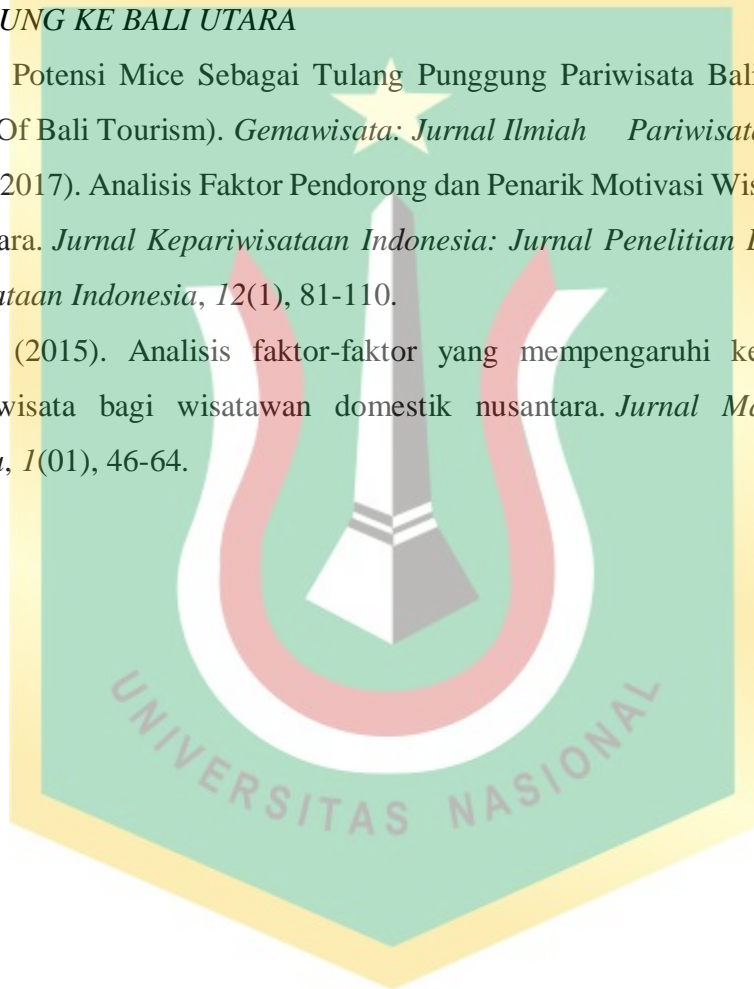 UNG KE BALI UTARA
Potensi Mice Sebagai Tulang Punggung Pariwisata Bali
Of Bali Tourism). Gemawisata: Jurnal Ilmiah Pariwisata
2017). Analisis Faktor Pendorong dan Penarik Motivasi Wis
ara. Jurnal Kepariwisataan Indonesia: Jurnal Penelitian
ataan Indonesia, 12(1), 81-110.
(2015). Analisis faktor-faktor yang mempengaruhi ke
wisata bagi wisatawan domestik nusantara. Jurnal Ma
, 1(01), 46-64.
UNIVERSITAS NASIONAL